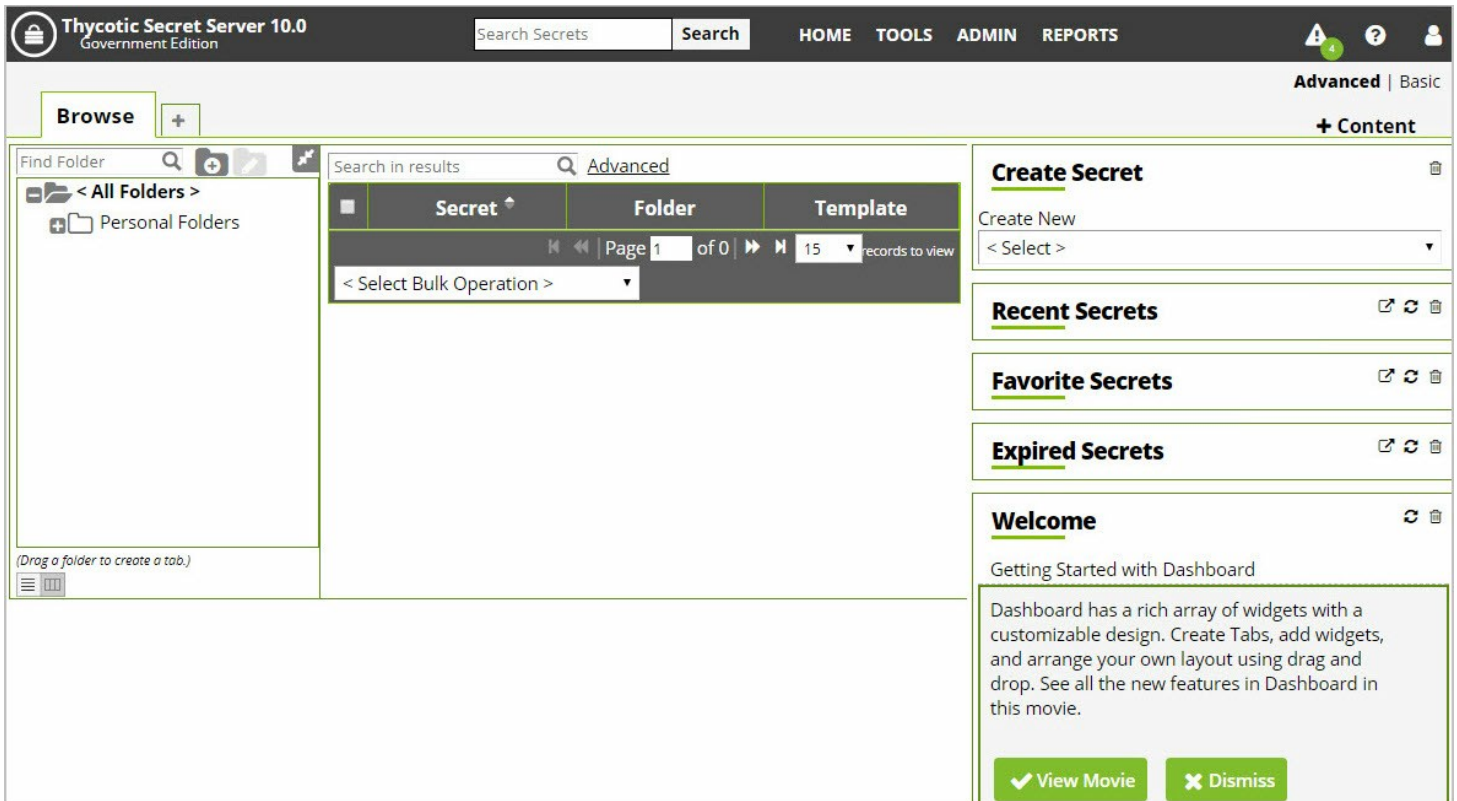 Thycotic Secret Server 10.0
Government Edition
Search Secrets
Search
HOME TOOLS ADMIN REPORTS
4
Advanced | Basic
Browse
+
+ Content
Find Folder
< All Folders >
Personal Folders
(Drag a folder to create a tab.)
Search in results
Advanced
Secret Folder Template
Page 1 of 0 15 records to view
< Select Bulk Operation >
Create Secret
Create New
< Select >
Recent Secrets
Favorite Secrets
Expired Secrets
Welcome
Getting Started with Dashboard
Dashboard has a rich array of widgets with a
customizable design. Create Tabs, add widgets,
and arrange your own layout using drag and
drop. See all the new features in Dashboard in
this movie.
View Movie
Dismiss